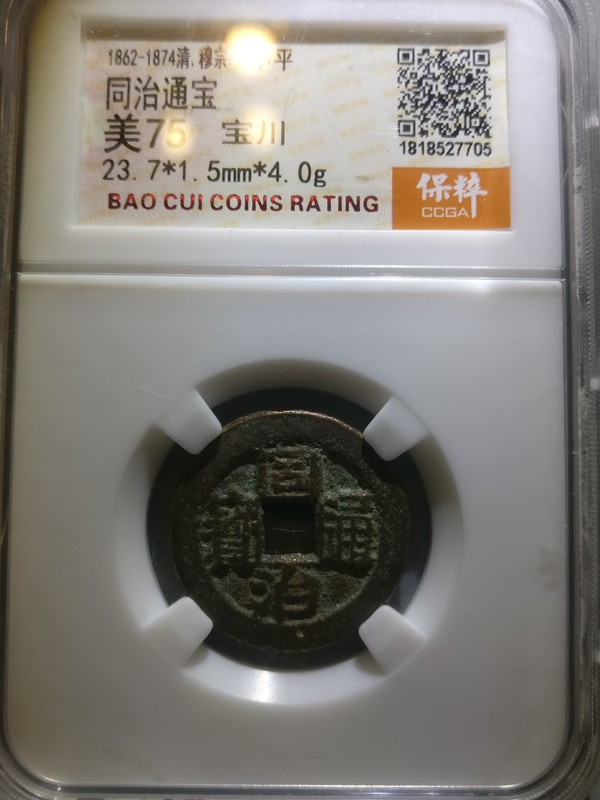 1862-1874清.穆宗 平
同治通宝
美75 宝川
23.7*1.5mm*4.0g
BAO CUI COINS RATING
1818527705
保粹
CCGA
同治通寶